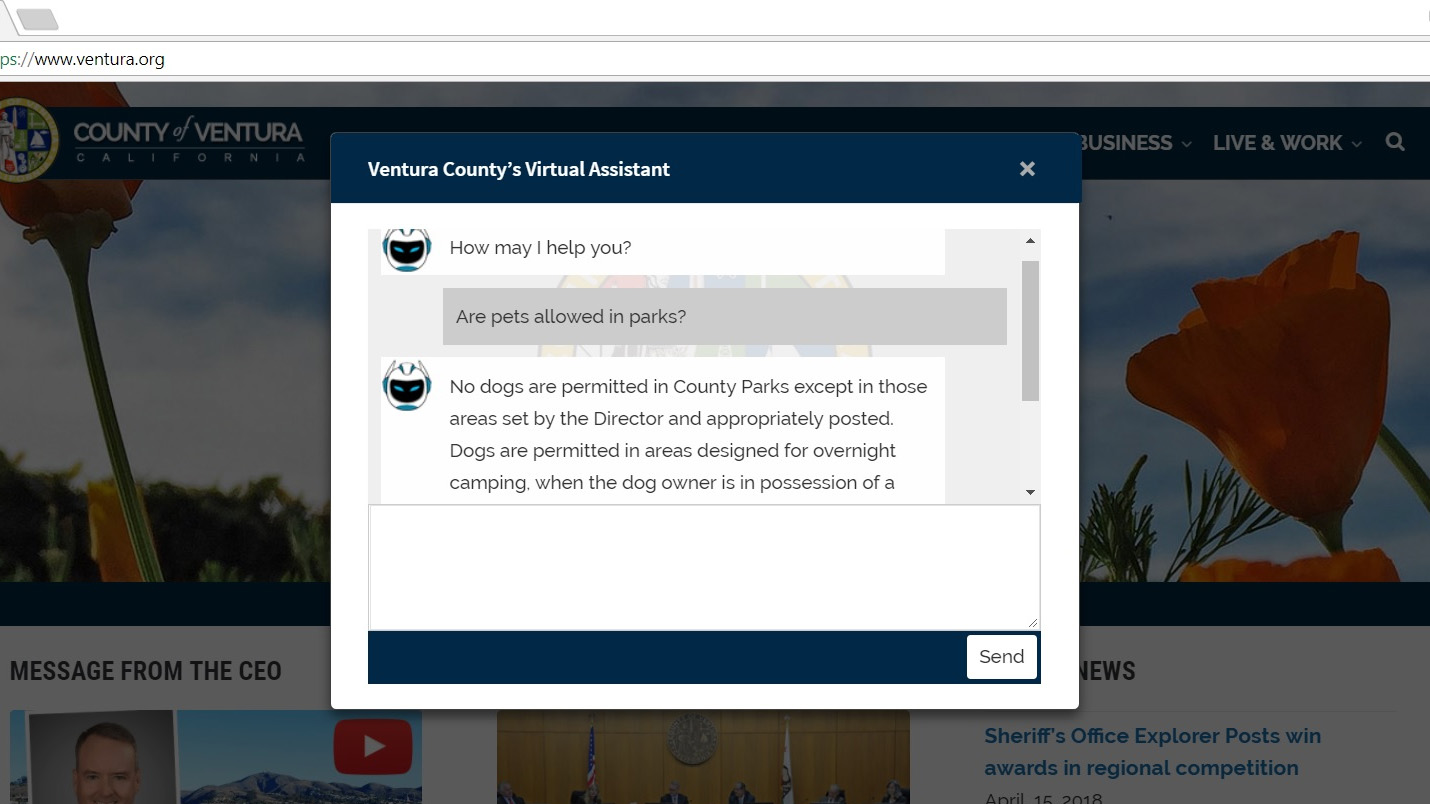 ps://www.ventura.org
COUNTY of VENTURA
CALIFORNIA
BUSINESS
LIVE & WORK
Ventura County's Virtual Assistant
How may I help you?
Are pets allowed in parks?
No dogs are permitted in County Parks except in those
areas set by the Director and appropriately posted.
Dogs are permitted in areas designed for overnight
camping, when the dog owner is in possession of a
Send
MESSAGE FROM THE CEO
NEWS
Sheriff's Office Explorer Posts win
awards in regional competition
April, 15, 2018